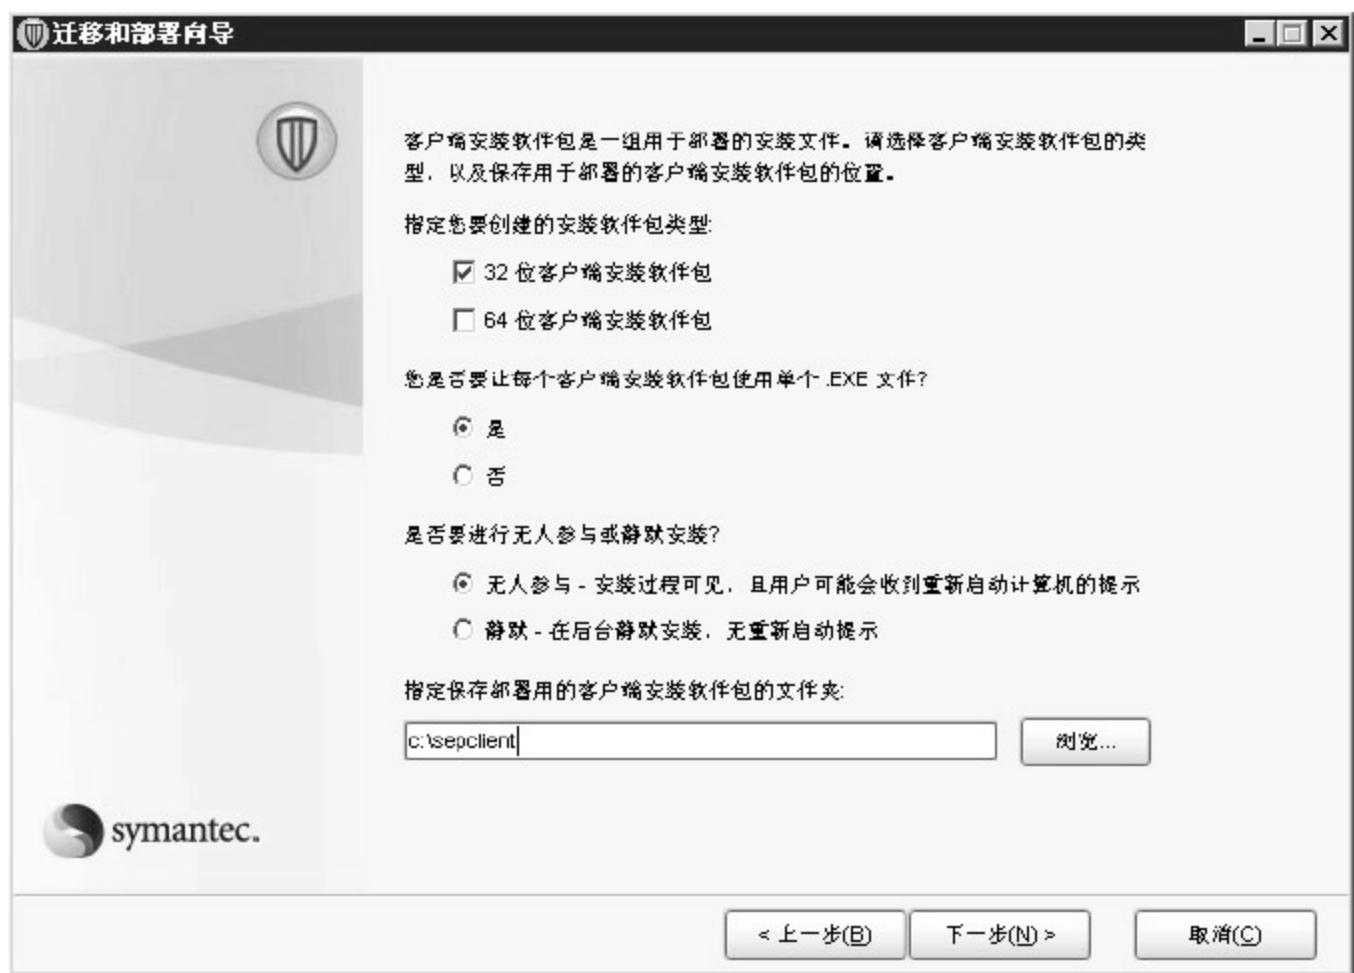 迁移和部署向导
客户端安装软件包是一组用于部署的安装文件。请选择客户端安装软件包的类
型，以及保存用于部署的客户端安装软件包的位置。
指定您要创建的安装软件包类型:
32 位客户端安装软件包
64 位客户端安装软件包
您是否要让每个客户端安装软件包使用单个 .EXE 文件?
是
否
是否要进行无人参与或静默安装?
无人参与 - 安装过程可见，且用户可能会收到重新启动计算机的提示
静默 - 在后台静默安装，无重新启动提示
指定保存部署用的客户端安装软件包的文件夹:
c:\sepclient
浏览...
symantec.
< 上一步(B)
下一步(N) >
取消(C)